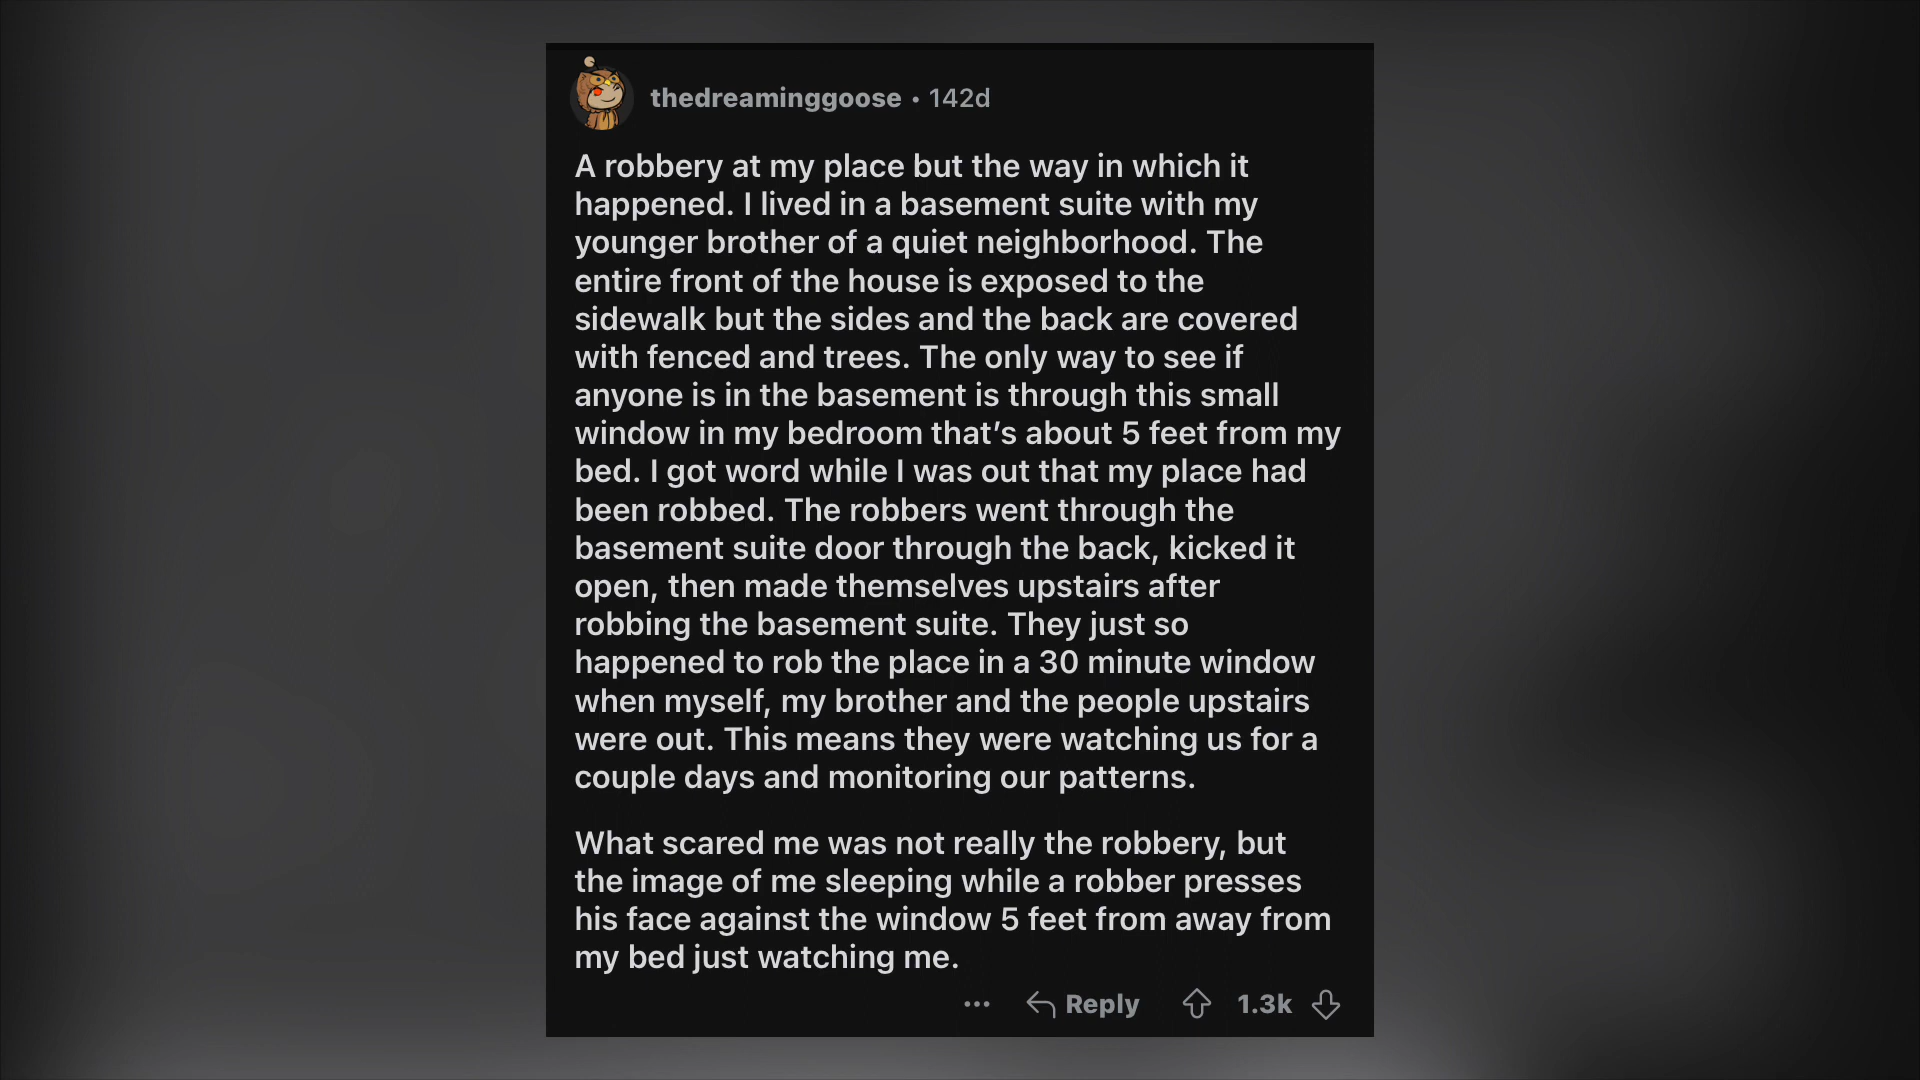 thedreaminggoose • 142d
A robbery at my place but the way in which it
happened. I lived in a basement suite with my
younger brother of a quiet neighborhood. The
entire front of the house is exposed to the
sidewalk but the sides and the back are covered
with fenced and trees. The only way to see if
anyone is in the basement is through this small
window in my bedroom that’s about 5 feet from my
bed. I got word while I was out that my place had
been robbed. The robbers went through the
basement suite door through the back, kicked it
open, then made themselves upstairs after
robbing the basement suite. They just so
happened to rob the place in a 30 minute window
when myself, my brother and the people upstairs
were out. This means they were watching us for a
couple days and monitoring our patterns.
What scared me was not really the robbery, but
the image of me sleeping while a robber presses
his face against the window 5 feet from away from
my bed just watching me.
... Reply 1.3k